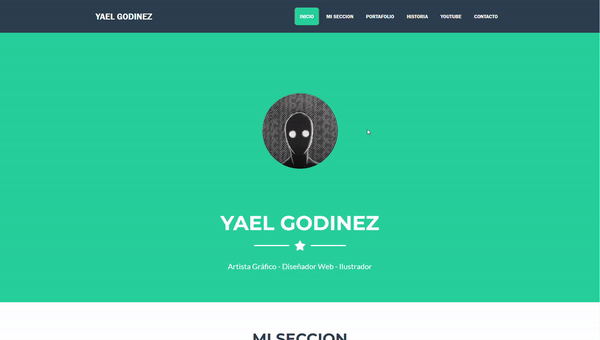 YAEL GODINEZ
INICIO MI SECCION PORTAFOLIO HISTORIA YOUTUBE CONTACTO
YAEL GODINEZ
Artista Gráfico - Diseñador Web - Ilustrador
MI SECCION